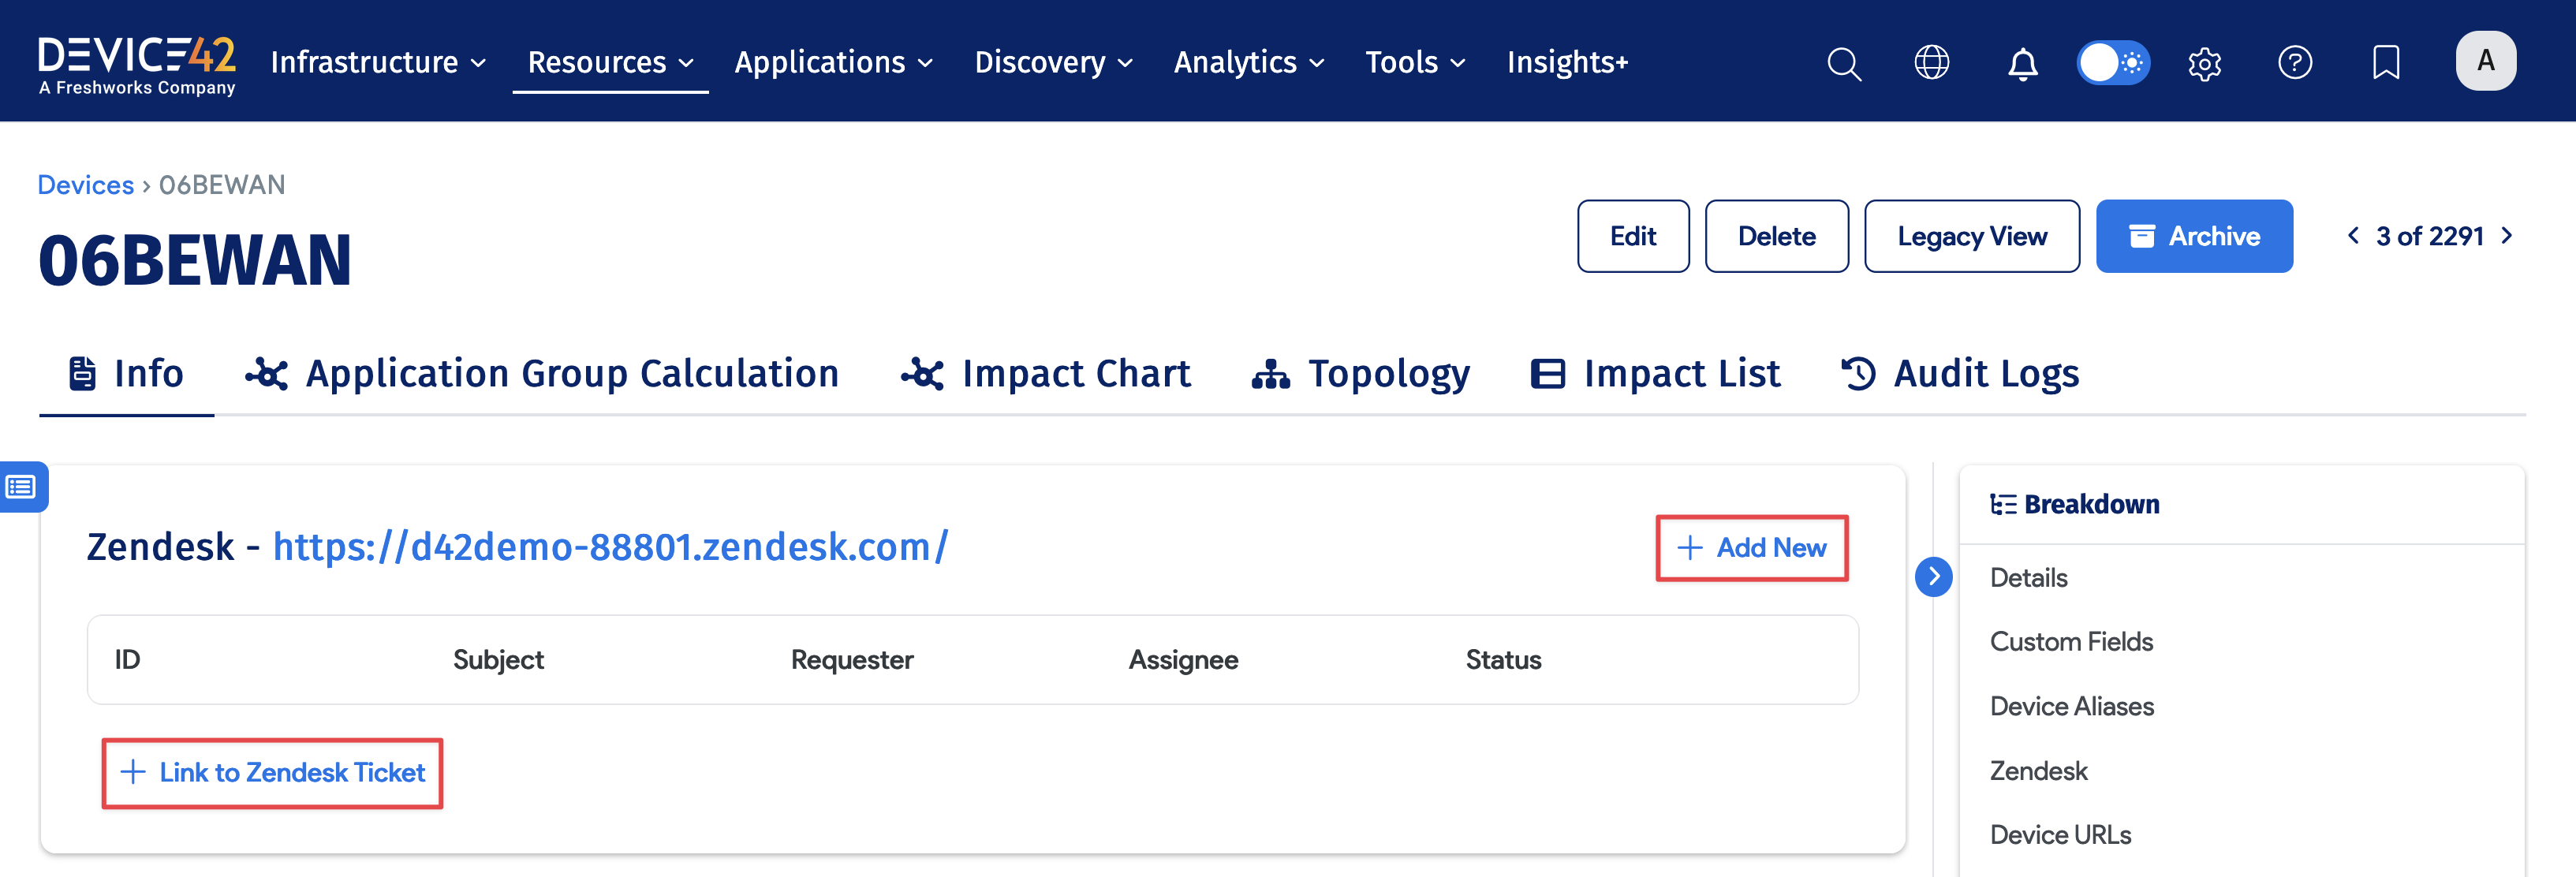 DEVICE42
A Freshworks Company
Infrastructure Resources Applications Discovery Analytics Tools Insights+
A
Devices › 06BEWAN
06BEWAN
Edit Delete Legacy View Archive 3 of 2291
Info Application Group Calculation Impact Chart Topology Impact List Audit Logs
Zendesk - https://d42demo-88801.zendesk.com/
+ Add New
ID Subject Requester Assignee Status
+ Link to Zendesk Ticket
Breakdown
Details
Custom Fields
Device Aliases
Zendesk
Device URLs